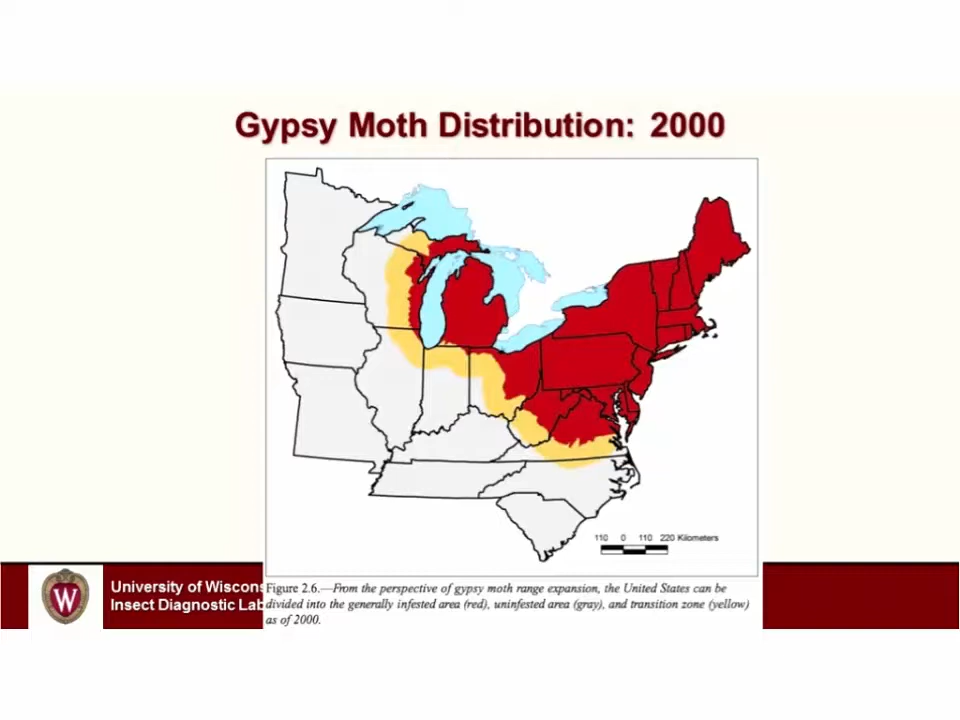 Gypsy Moth Distribution: 2000
110 0 110 220 Kilometers
W
University of Wiscons
Insect Diagnostic Lab
Figure 2.6.—From the perspective of gypsy moth range expansion, the United States can be
divided into the generally infested area (red), uninfested area (gray), and transition zone (yellow)
as of 2000.